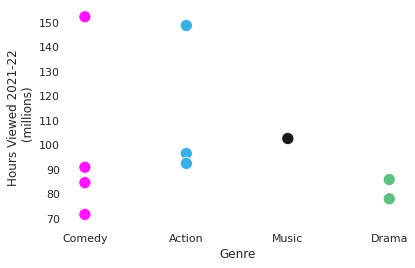 Hours Viewed 2021-22
(millions)
150
140
130
120
110
100
90
80
70
Comedy
Action
Music
Drama
Genre